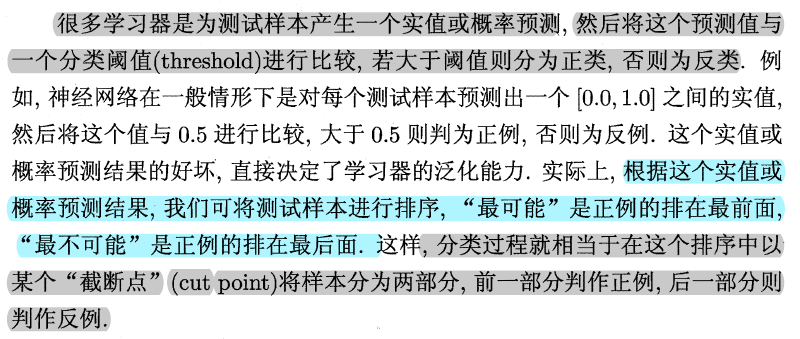 很多学习器是为测试样本产生一个实值或概率预测, 然后将这个预测值与
一个分类阈值(threshold)进行比较, 若大于阈值则分为正类, 否则为反类. 例
如, 神经网络在一般情形下是对每个测试样本预测出一个 [0.0, 1.0] 之间的实值,
然后将这个值与 0.5 进行比较, 大于 0.5 则判为正例, 否则为反例. 这个实值或
概率预测结果的好坏, 直接决定了学习器的泛化能力. 实际上, 根据这个实值或
概率预测结果, 我们可将测试样本进行排序, “最可能”是正例的排在最前面,
“最不可能”是正例的排在最后面. 这样, 分类过程就相当于在这个排序中以
某个“截断点” (cut point)将样本分为两部分, 前一部分判作正例, 后一部分则
判作反例.